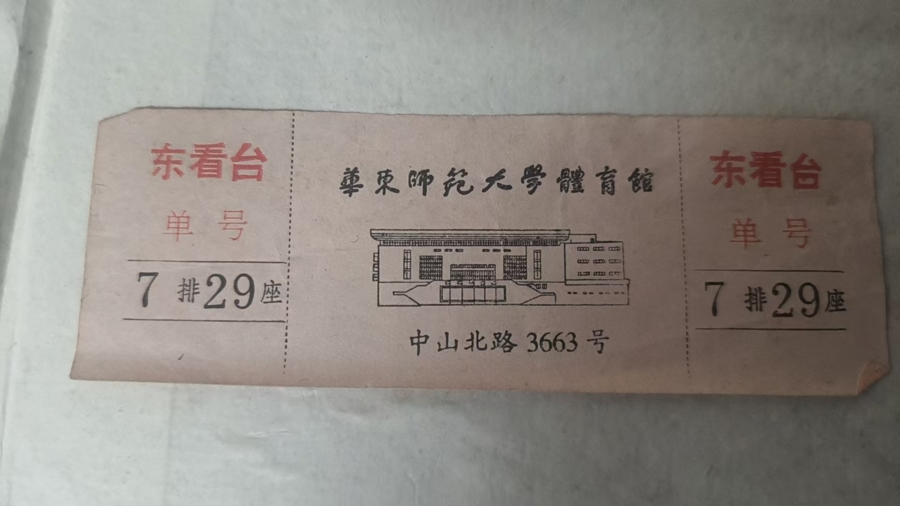 东看台
单号
7 排 29 座
華東師范大學體育館
中山北路 3663 号
东看台
单号
7 排 29 座